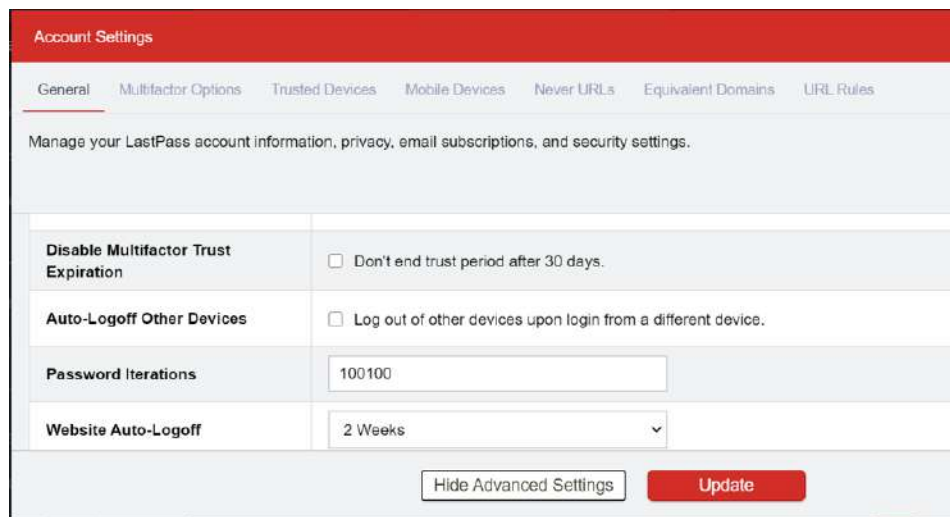 Account Settings
General Multifactor Options Trusted Devices Mobile Devices Never URLs Equivalent Domains URL Rules
Manage your LastPass account information, privacy, email subscriptions, and security settings.
Disable Multifactor Trust
Expiration
Don't end trust period after 30 days.
Auto-Logoff Other Devices
Log out of other devices upon login from a different device.
Password Iterations
100100
Website Auto-Logoff
2 Weeks
Hide Advanced Settings
Update